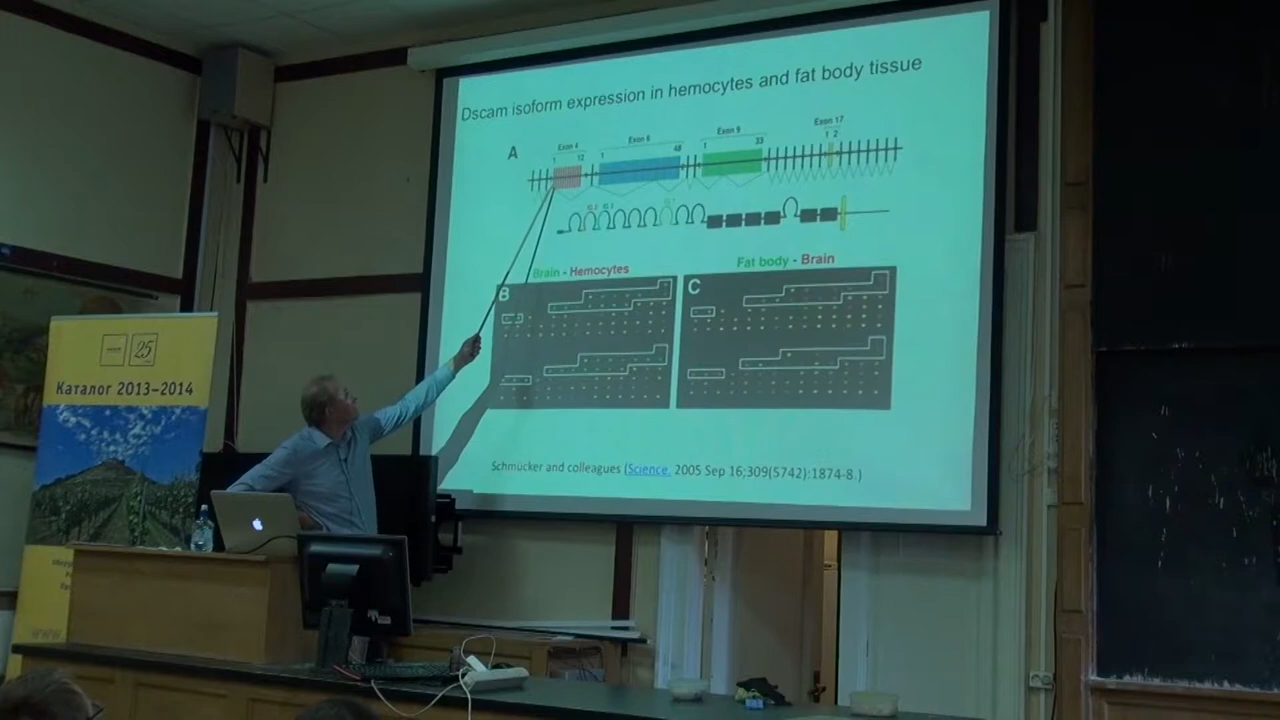 Dscam isoform expression in hemocytes and fat body tissue
A
Exon 4
Exon 6
Exon 9
Exon 17
1 12
1 48
1 33
1 2
Brain - Hemocytes
Fat body - Brain
B
C
Schmucker and colleagues (Science. 2005 Sep 16;309(5742):1874-8.)
25
Каталог 2013–2014
www.